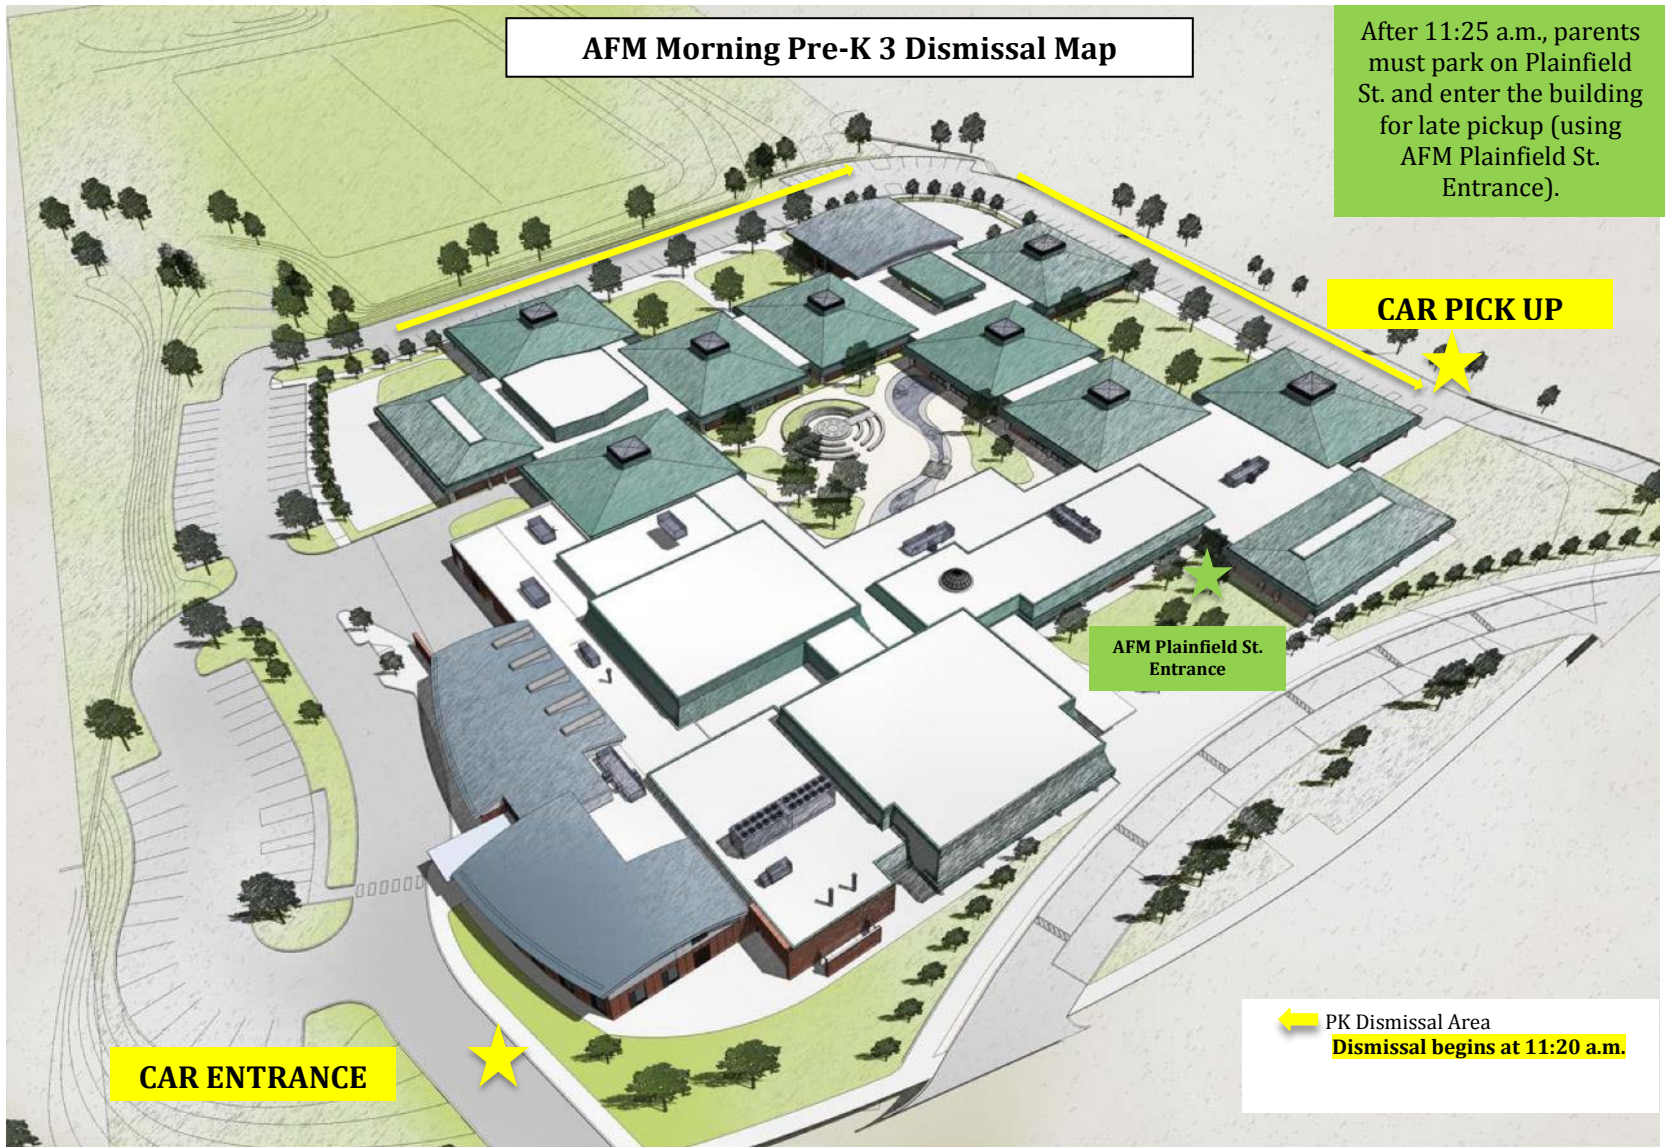 AFM Morning Pre-K 3 Dismissal Map
After 11:25 a.m., parents
must park on Plainfield
St. and enter the building
for late pickup (using
AFM Plainfield St.
Entrance).
CAR PICK UP
AFM Plainfield St.
Entrance
CAR ENTRANCE
PK Dismissal Area
Dismissal begins at 11:20 a.m.